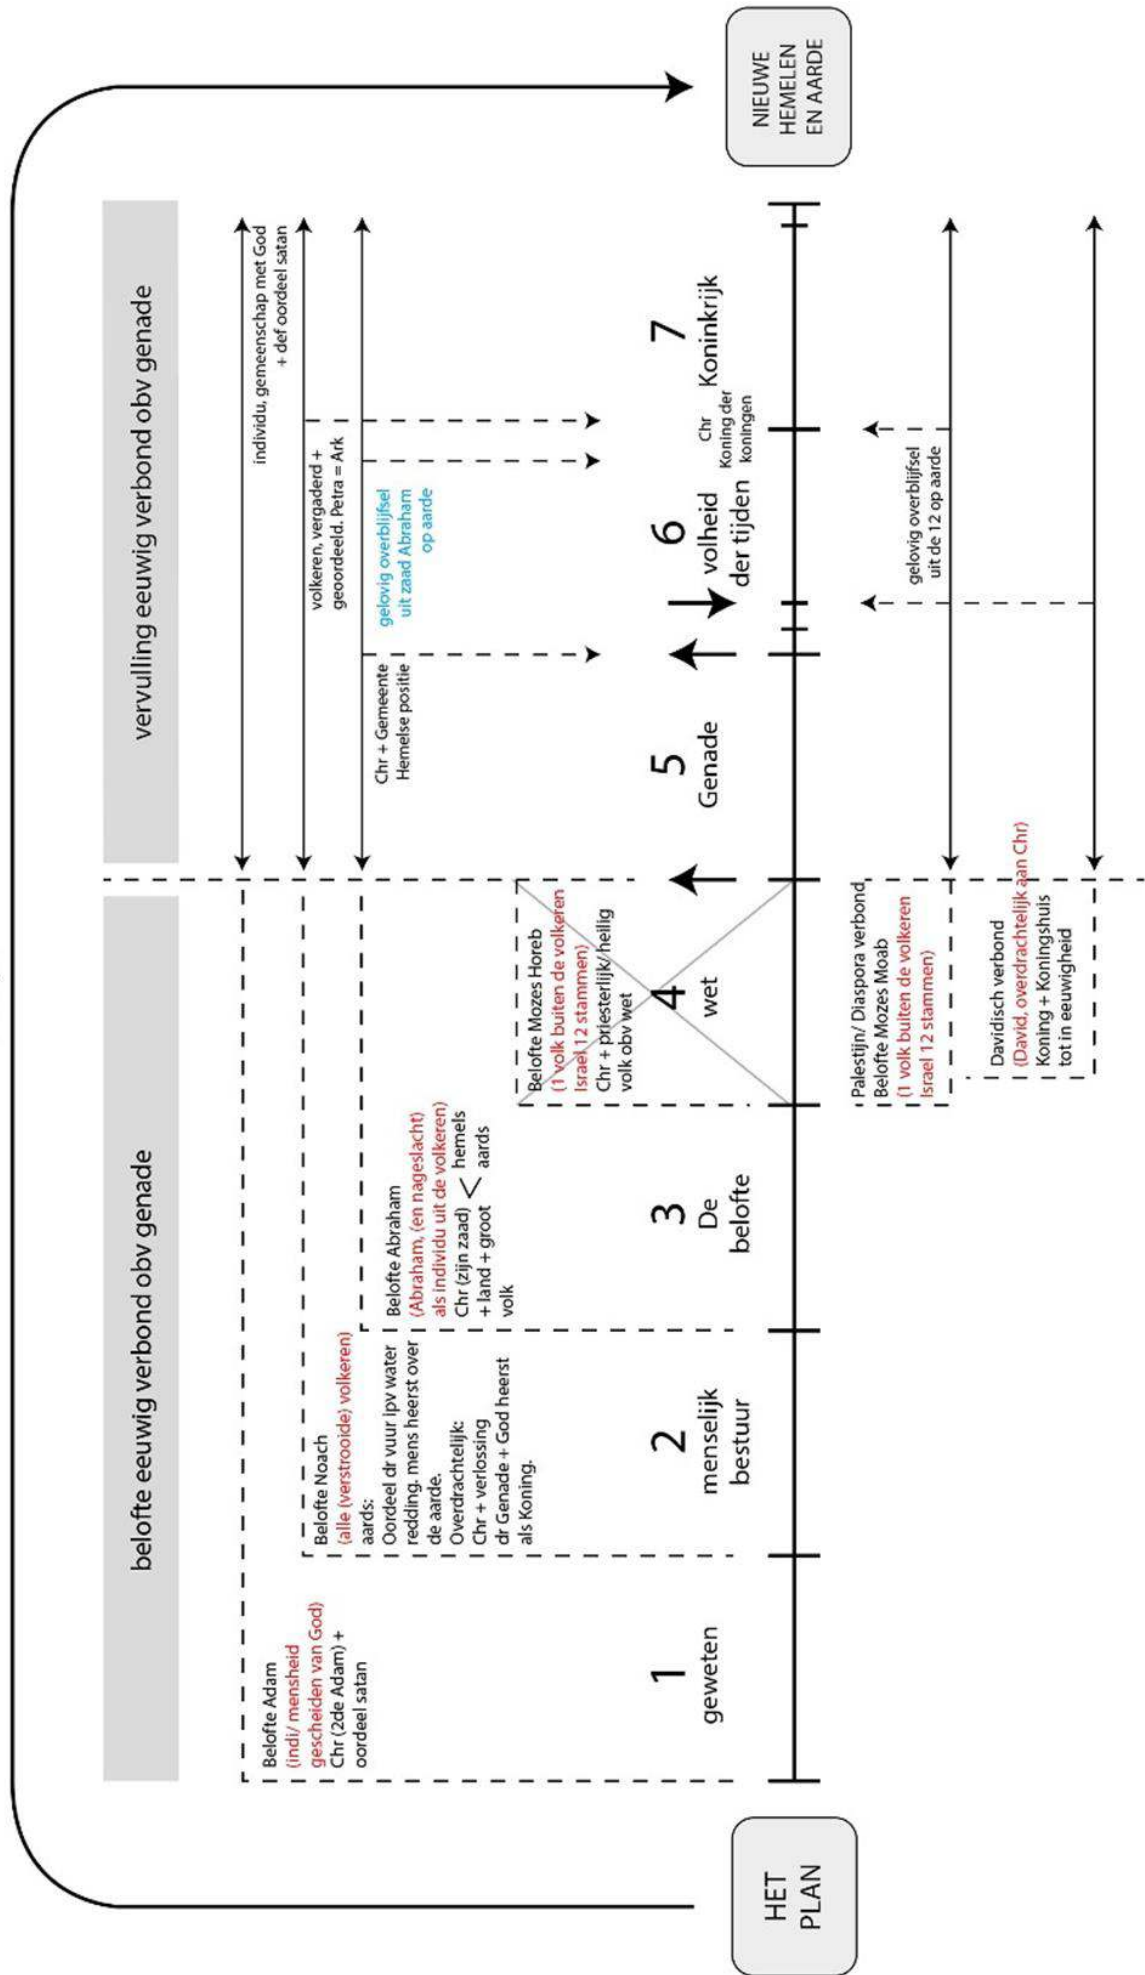 belofte eeuwig verbond obv genade
vervulling eeuwig verbond obv genade
Belofte Adam
(indi/ mensheid
gescheiden van God)
Chr (2de Adam) +
oordeel satan
Belofte Noach
(alle (verstrooide) volkeren)
aards:
Oordeel dr vuur ipv water
redding. mens heerst over
de aarde.
Overdrachtelijk:
Chr + verlossing
dr Genade + God heerst
als Koning.
Belofte Abraham
(Abraham, (en nageslacht)
als individu uit de volkeren)
Chr (zijn zaad) < hemels
+ land + groot aards
volk
Belofte Mozes Horeb
(1 volk buiten de volkeren
Israel 12 stammen)
Chr + priesterlijk/ heilig
volk obv wet
individu, gemeenschap met God
+ def oordeel satan
volkeren, vergaderd +
geoordeeld. Petra = Ark
Chr + Gemeente
Hemelse positie
gelovig overblijfsel
uit zaad Abraham
op aarde
HET
PLAN
1
geweten
2
menselijk
bestuur
3
De
belofte
4
wet
5
Genade
6
volheid
der tijden
Chr
Koning der
koningen
7
Koninkrijk
NIEUWE
HEMELEN
EN AARDE
Palestijn/ Diaspora verbond
Belofte Mozes Moab
(1 volk buiten de volkeren
Israel 12 stammen)
Davidisch verbond
(David, overdrachtelijk aan Chr)
Koning + Koningshuis
tot in eeuwigheid
gelovig overblijfsel
uit de 12 op aarde